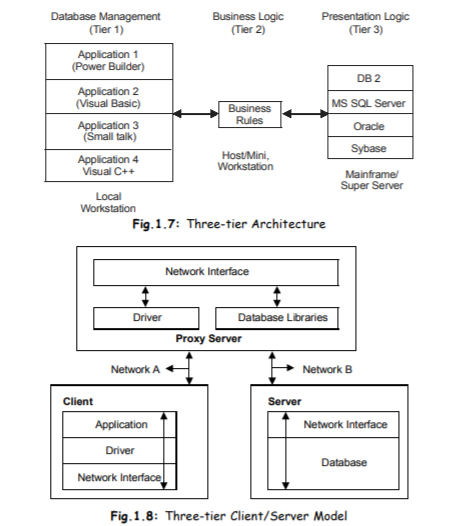 Database Management Business Logic Presentation Logic
(Tier 1) (Tier 2) (Tier 3)
Application 1
(Power Builder)
Application 2
(Visual Basic)
Application 3
(Small talk)
Application 4
Visual C++
Local
Workstation
Business
Rules
Host/Mini,
Workstation
DB 2
MS SQL Server
Oracle
Sybase
Mainframe/
Super Server
Fig.1.7: Three-tier Architecture
Network Interface
Driver Database Libraries
Proxy Server
Network A Network B
Client
Application
Driver
Network Interface
Server
Network Interface
Database
Fig.1.8: Three-tier Client/Server Model